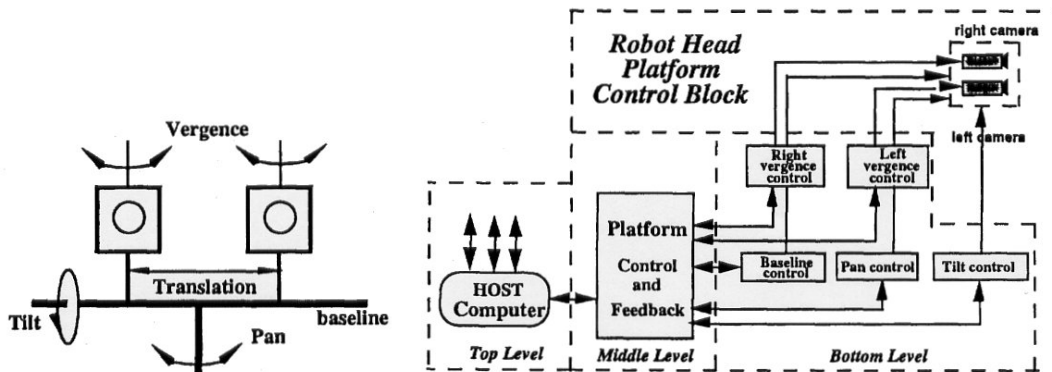 Vergence
Translation
Tilt
baseline
Pan
Robot Head
Platform
Control Block
right camera
left camera
Right
vergence
control
Left
vergence
control
Platform
Control
and
Feedback
Baseline
control
Pan control
Tilt control
HOST
Computer
Top Level
Middle Level
Bottom Level